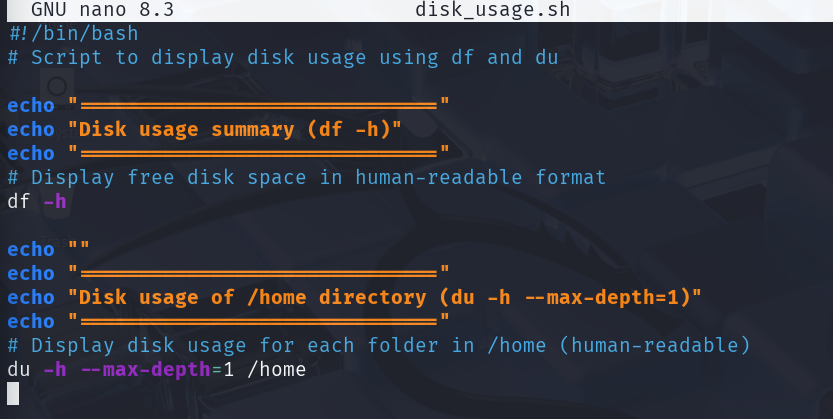 GNU nano 8.3 disk_usage.sh
#!/bin/bash
# Script to display disk usage using df and du
echo "=============================="
echo "Disk usage summary (df -h)"
echo "=============================="
# Display free disk space in human-readable format
df -h
echo ""
echo "=============================="
echo "Disk usage of /home directory (du -h --max-depth=1)"
echo "=============================="
# Display disk usage for each folder in /home (human-readable)
du -h --max-depth=1 /home